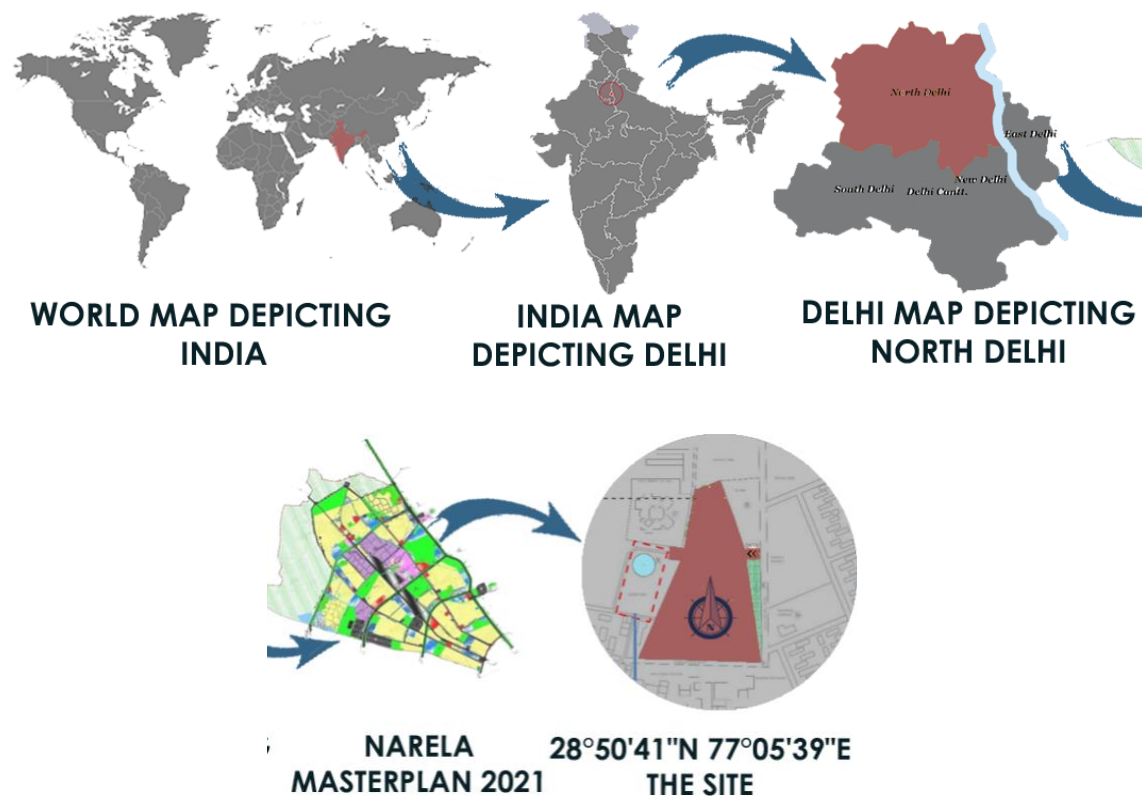 North Delhi
East Delhi
New Delhi
South Delhi
Delhi Cantt.
WORLD MAP DEPICTING
INDIA
INDIA MAP
DEPICTING DELHI
DELHI MAP DEPICTING
NORTH DELHI
N
NARELA
MASTERPLAN 2021
28°50'41"N 77°05'39"E
THE SITE